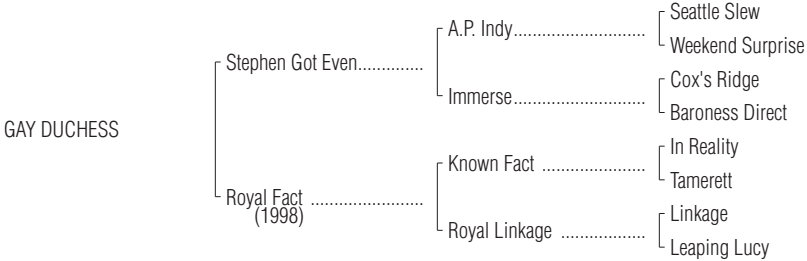 Seattle Slew
A.P. Indy..........................
Weekend Surprise
Stephen Got Even.............
Cox's Ridge
Immerse..........................
Baroness Direct
GAY DUCHESS
In Reality
Known Fact ....................
Tamerett
Royal Fact ......................
(1998)
Linkage
Royal Linkage ................
Leaping Lucy